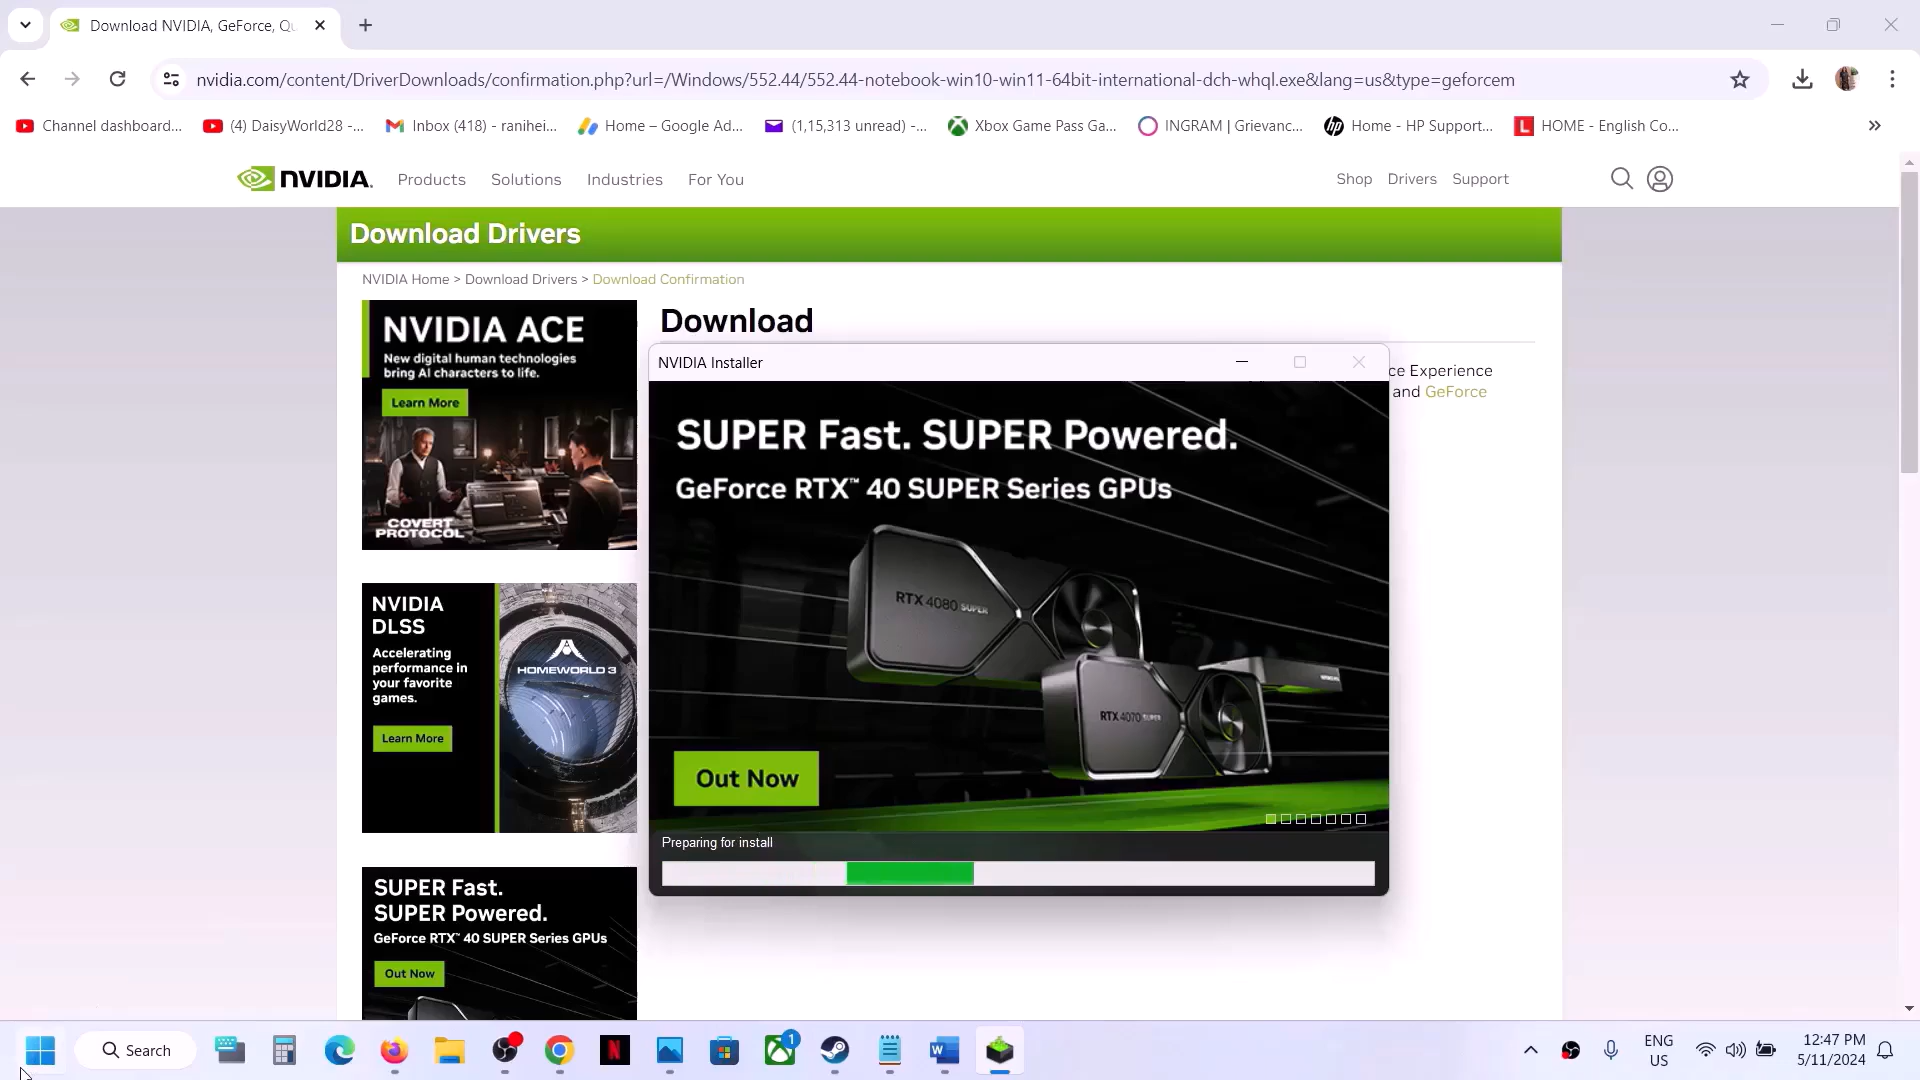 Download NVIDIA, GeForce, Qu
nvidia.com/content/DriverDownloads/confirmation.php?url=/Windows/552.44/552.44-notebook-win10-win11-64bit-international-dch-whql.exe&lang=us&type=geforcem
Channel dashboard...
(4) DaisyWorld28 -...
Inbox (418) - ranihei...
Home – Google Ad...
(1,15,313 unread) -...
Xbox Game Pass Ga...
INGRAM | Grievanc...
hp Home - HP Support...
L HOME - English Co...
NVIDIA. Products Solutions Industries For You Shop Drivers Support
Download Drivers
NVIDIA Home > Download Drivers > Download Confirmation
NVIDIA ACE
New digital human technologies
bring AI characters to life.
Learn More
COVERT
PROTOCOL
NVIDIA
DLSS
Accelerating
performance in
your favorite
games.
Learn More
HOMEWORLD 3
SUPER Fast.
SUPER Powered.
GeForce RTX™ 40 SUPER Series GPUs
Out Now
Download
ce Experience
and GeForce
NVIDIA Installer
SUPER Fast. SUPER Powered.
GeForce RTX™ 40 SUPER Series GPUs
RTX 4080 SUPER
RTX 4070 SUPER
Out Now
Preparing for install
Search
N
1
W
ENG
US
12:47 PM
5/11/2024